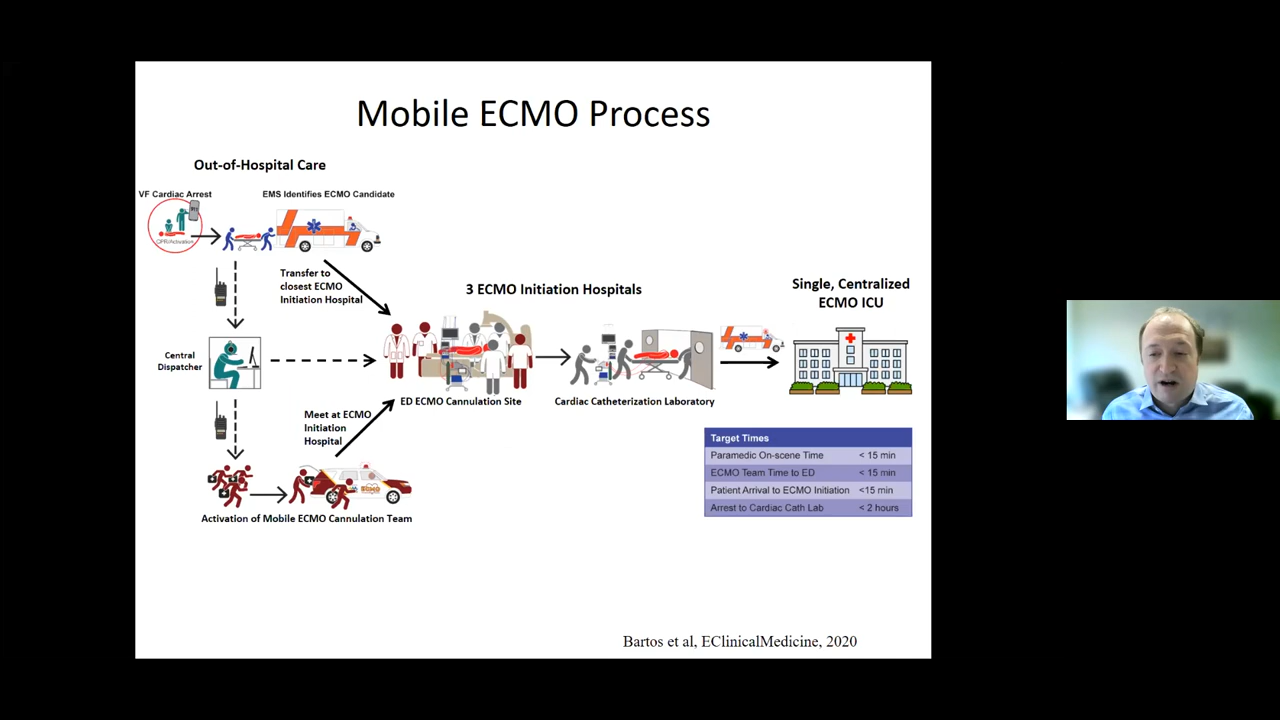 Mobile ECMO Process
Out-of-Hospital Care
VF Cardiac Arrest
EMS Identifies ECMO Candidate
CPR/Activation
Transfer to
closest ECMO
Initiation Hospital
3 ECMO Initiation Hospitals
Single, Centralized
ECMO ICU
Central
Dispatcher
ED ECMO Cannulation Site
Cardiac Catheterization Laboratory
Meet at ECMO
Initiation
Hospital
Activation of Mobile ECMO Cannulation Team
Target Times
Paramedic On-scene Time < 15 min
ECMO Team Time to ED < 15 min
Patient Arrival to ECMO Initiation <15 min
Arrest to Cardiac Cath Lab < 2 hours
Bartos et al, EClinicalMedicine, 2020